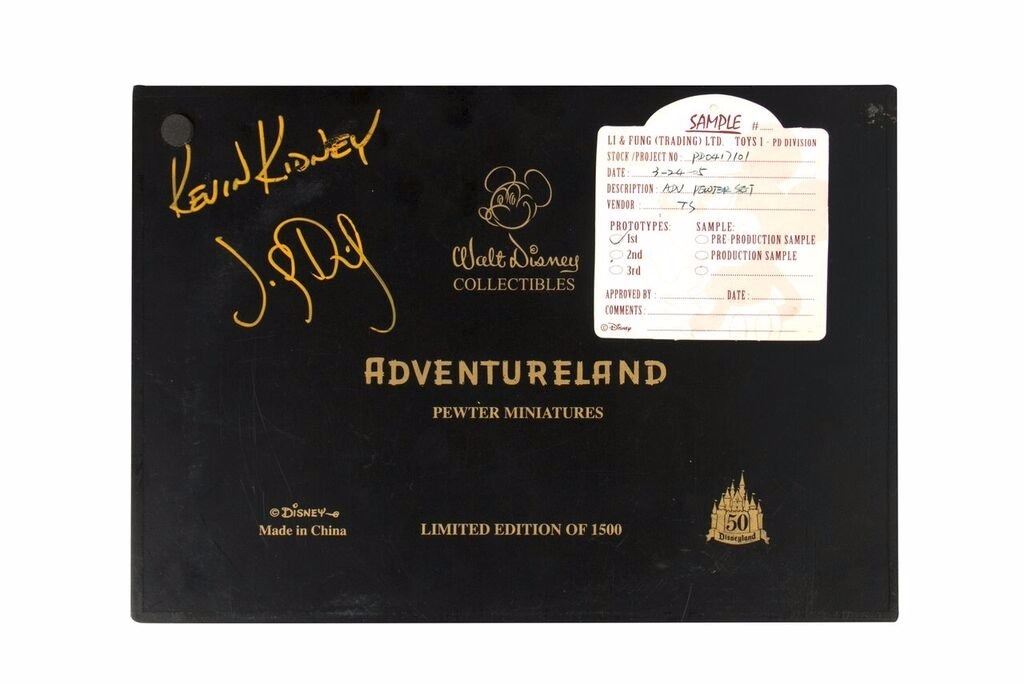 KEVIN KIDNEY
Walt Disney
COLLECTIBLES
ADVENTURELAND
PEWTER MINIATURES
© DISNEY
Made in China
LIMITED EDITION OF 1500
50
Disneyland
SAMPLE #
LI & FUNG (TRADING) LTD. TOYS I - PD DIVISION
STOCK / PROJECT NO: PD0417101
DATE: 3-24-05
DESCRIPTION: ADV PEWTER SET
VENDOR: TS
PROTOTYPES: SAMPLE:
1st PRE-PRODUCTION SAMPLE
2nd PRODUCTION SAMPLE
3rd
APPROVED BY: DATE:
COMMENTS:
© Disney